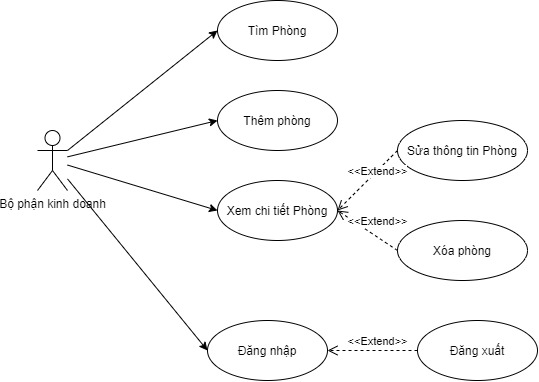 Tìm Phòng
Thêm phòng
Sửa thông tin Phòng
<<Extend>>
Bộ phận kinh doanh
Xem chi tiết Phòng
<<Extend>>
Xóa phòng
Đăng nhập
<<Extend>>
Đăng xuất